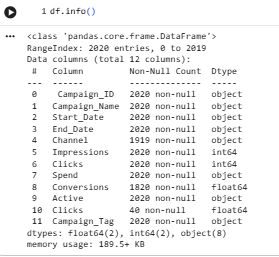 1 df.info()
<class 'pandas.core.frame.DataFrame'>
RangeIndex: 2020 entries, 0 to 2019
Data columns (total 12 columns):
# Column Non-Null Count Dtype
--- ------ -------------- -----
0 Campaign_ID 2020 non-null object
1 Campaign_Name 2020 non-null object
2 Start_Date 2020 non-null object
3 End_Date 2020 non-null object
4 Channel 1919 non-null object
5 Impressions 2020 non-null int64
6 Clicks 2020 non-null int64
7 Spend 2020 non-null object
8 Conversions 1820 non-null float64
9 Active 2020 non-null object
10 Clicks 40 non-null float64
11 Campaign_Tag 2020 non-null object
dtypes: float64(2), int64(2), object(8)
memory usage: 189.5+ KB